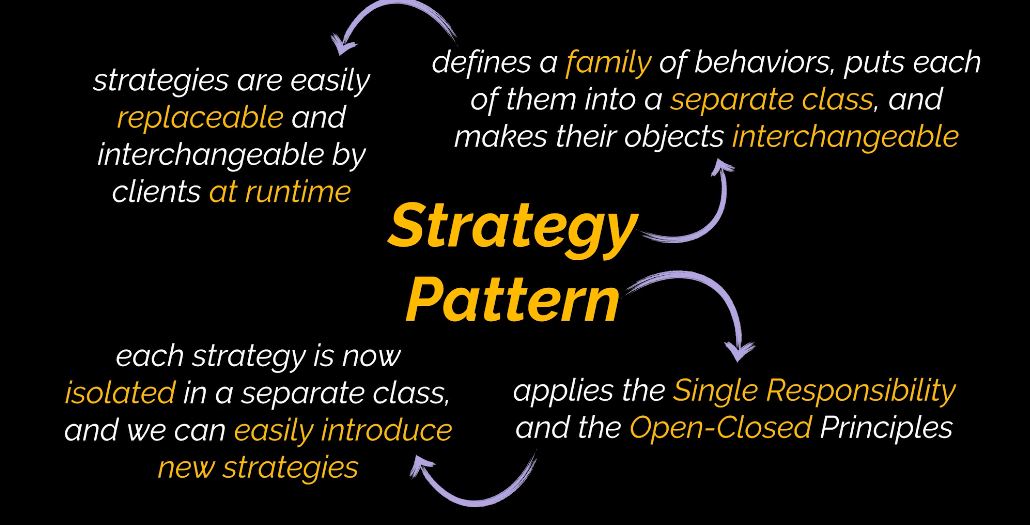 strategies are easily
replaceable and
interchangeable by
clients at runtime
defines a family of behaviors, puts each
of them into a separate class, and
makes their objects interchangeable
Strategy
Pattern
each strategy is now
isolated in a separate class,
and we can easily introduce
new strategies
applies the Single Responsibility
and the Open-Closed Principles